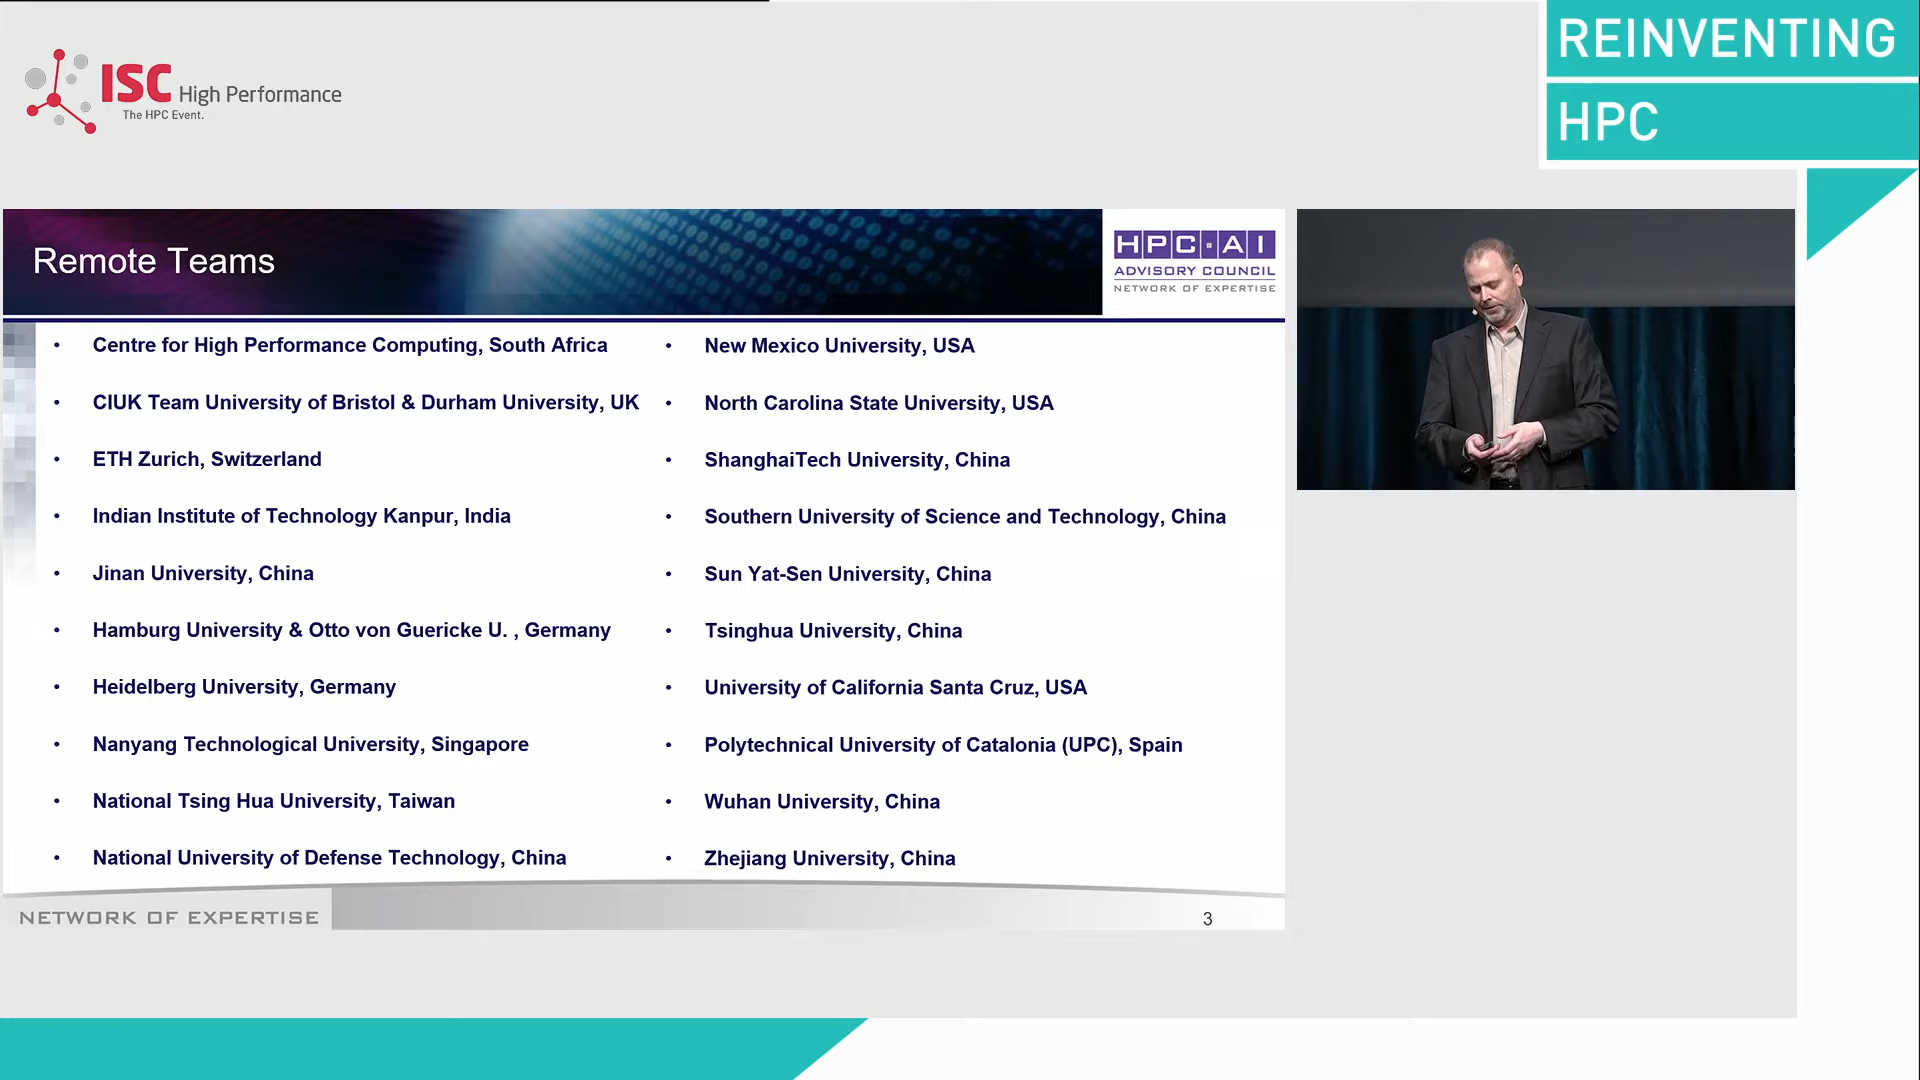 REINVENTING
HPC
ISC High Performance
The HPC Event.
Remote Teams
HPC·AI
ADVISORY COUNCIL
NETWORK OF EXPERTISE
• Centre for High Performance Computing, South Africa
• CIUK Team University of Bristol & Durham University, UK
• ETH Zurich, Switzerland
• Indian Institute of Technology Kanpur, India
• Jinan University, China
• Hamburg University & Otto von Guericke U. , Germany
• Heidelberg University, Germany
• Nanyang Technological University, Singapore
• National Tsing Hua University, Taiwan
• National University of Defense Technology, China
• New Mexico University, USA
• North Carolina State University, USA
• ShanghaiTech University, China
• Southern University of Science and Technology, China
• Sun Yat-Sen University, China
• Tsinghua University, China
• University of California Santa Cruz, USA
• Polytechnical University of Catalonia (UPC), Spain
• Wuhan University, China
• Zhejiang University, China
NETWORK OF EXPERTISE
3